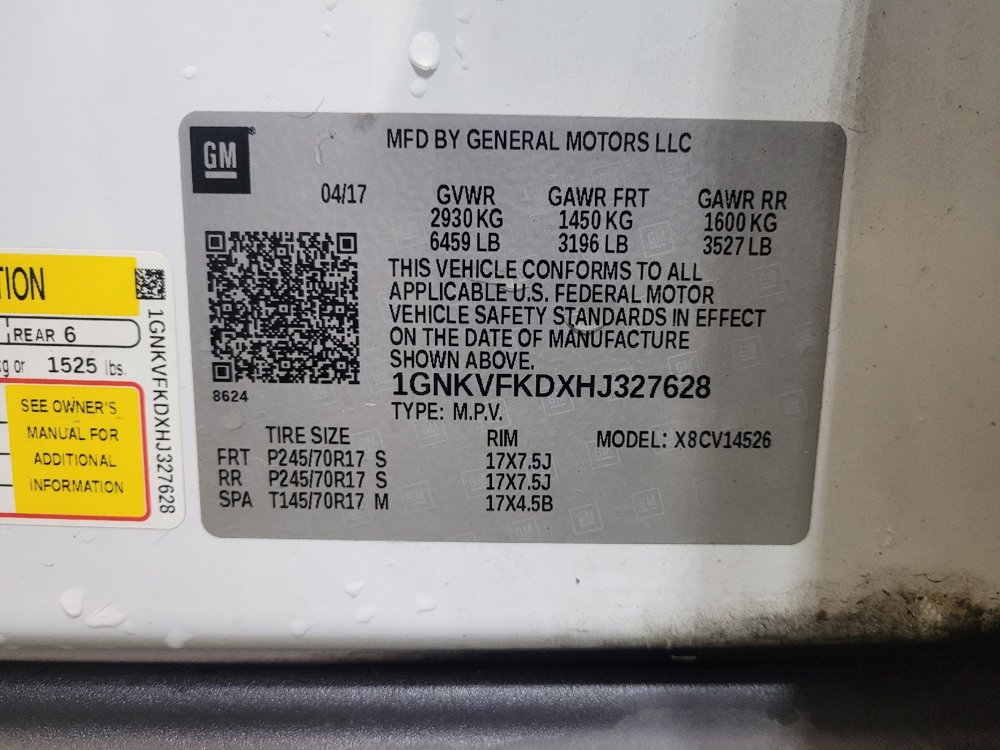 GM
MFD BY GENERAL MOTORS LLC
04/17 GVWR GAWR FRT GAWR RR
2930 KG 1450 KG 1600 KG
6459 LB 3196 LB 3527 LB
THIS VEHICLE CONFORMS TO ALL
APPLICABLE U.S. FEDERAL MOTOR
VEHICLE SAFETY STANDARDS IN EFFECT
ON THE DATE OF MANUFACTURE
SHOWN ABOVE.
1GNKVFKDXHJ327628
8624
TYPE: M.P.V.
TIRE SIZE RIM MODEL: X8CV14526
FRT P245/70R17 S 17X7.5J
RR P245/70R17 S 17X7.5J
SPA T145/70R17 M 17X4.5B
REAR 6
or 1525 lbs.
SEE OWNER'S
MANUAL FOR
ADDITIONAL
INFORMATION
1GNKVFKDXHJ327628